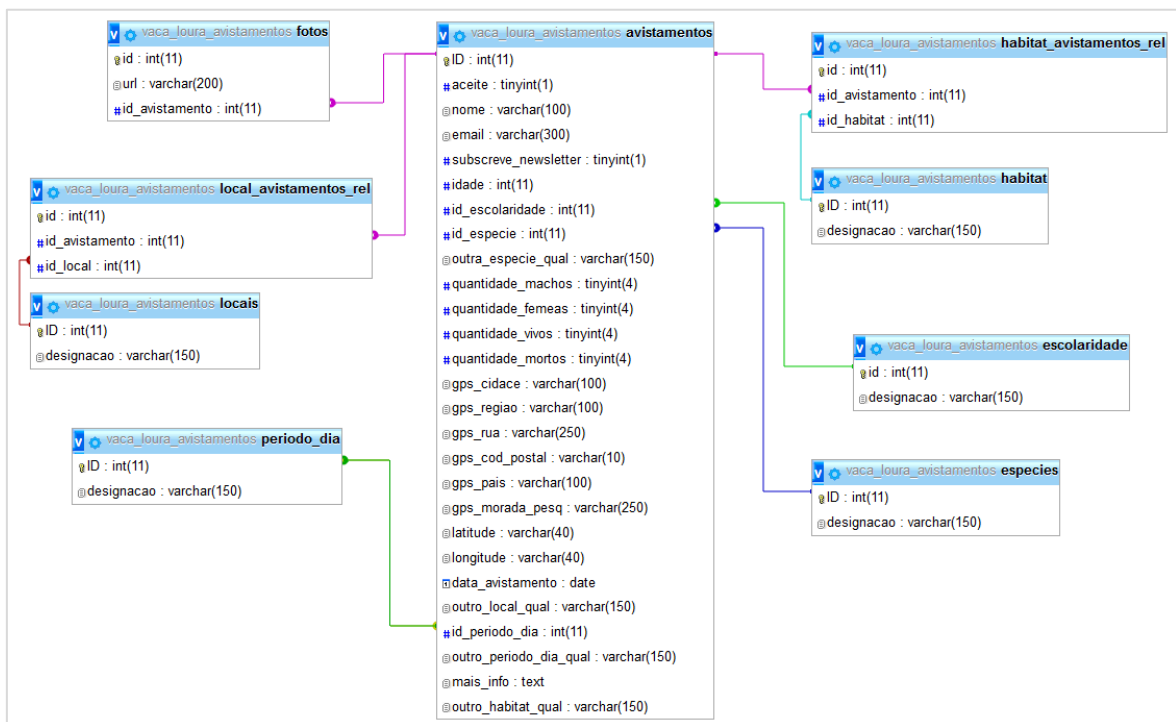 vaca_loura_avistamentos fotos
id : int(11)
url : varchar(200)
#id_avistamento : int(11)
vaca_loura_avistamentos local_avistamentos_rel
id : int(11)
#id_avistamento : int(11)
#id_local : int(11)
vaca_loura_avistamentos locais
ID : int(11)
designacao : varchar(150)
vaca_loura_avistamentos periodo_dia
ID : int(11)
designacao : varchar(150)
vaca_loura_avistamentos avistamentos
ID : int(11)
#aceite : tinyint(1)
nome : varchar(100)
email : varchar(300)
#subscreve_newsletter : tinyint(1)
#idade : int(11)
#id_escolaridade : int(11)
#id_especie : int(11)
outra_especie_qual : varchar(150)
#quantidade_machos : tinyint(4)
#quantidade_femeas : tinyint(4)
#quantidade_vivos : tinyint(4)
#quantidade_mortos : tinyint(4)
gps_cidace : varchar(100)
gps_regiao : varchar(100)
gps_rua : varchar(250)
gps_cod_postal : varchar(10)
gps_pais : varchar(100)
gps_morada_pesq : varchar(250)
latitude : varchar(40)
longitude : varchar(40)
data_avistamento : date
outro_local_qual : varchar(150)
#id_periodo_dia : int(11)
outro_periodo_dia_qual : varchar(150)
mais_info : text
outro_habitat_qual : varchar(150)
vaca_loura_avistamentos habitat_avistamentos_rel
id : int(11)
#id_avistamento : int(11)
#id_habitat : int(11)
vaca_loura_avistamentos habitat
ID : int(11)
designacao : varchar(150)
vaca_loura_avistamentos escolaridade
id : int(11)
designacao : varchar(150)
vaca_loura_avistamentos especies
ID : int(11)
designacao : varchar(150)